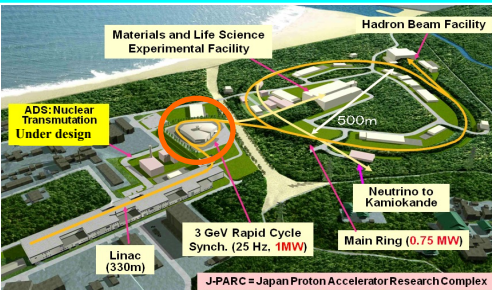 Hadron Beam Facility
Materials and Life Science
Experimental Facility
ADS: Nuclear
Transmutation
Under design
500m
Neutrino to
Kamiokande
3 GeV Rapid Cycle
Synch. (25 Hz, 1MW)
Main Ring (0.75 MW)
Linac
(330m)
J-PARC = Japan Proton Accelerator Research Complex